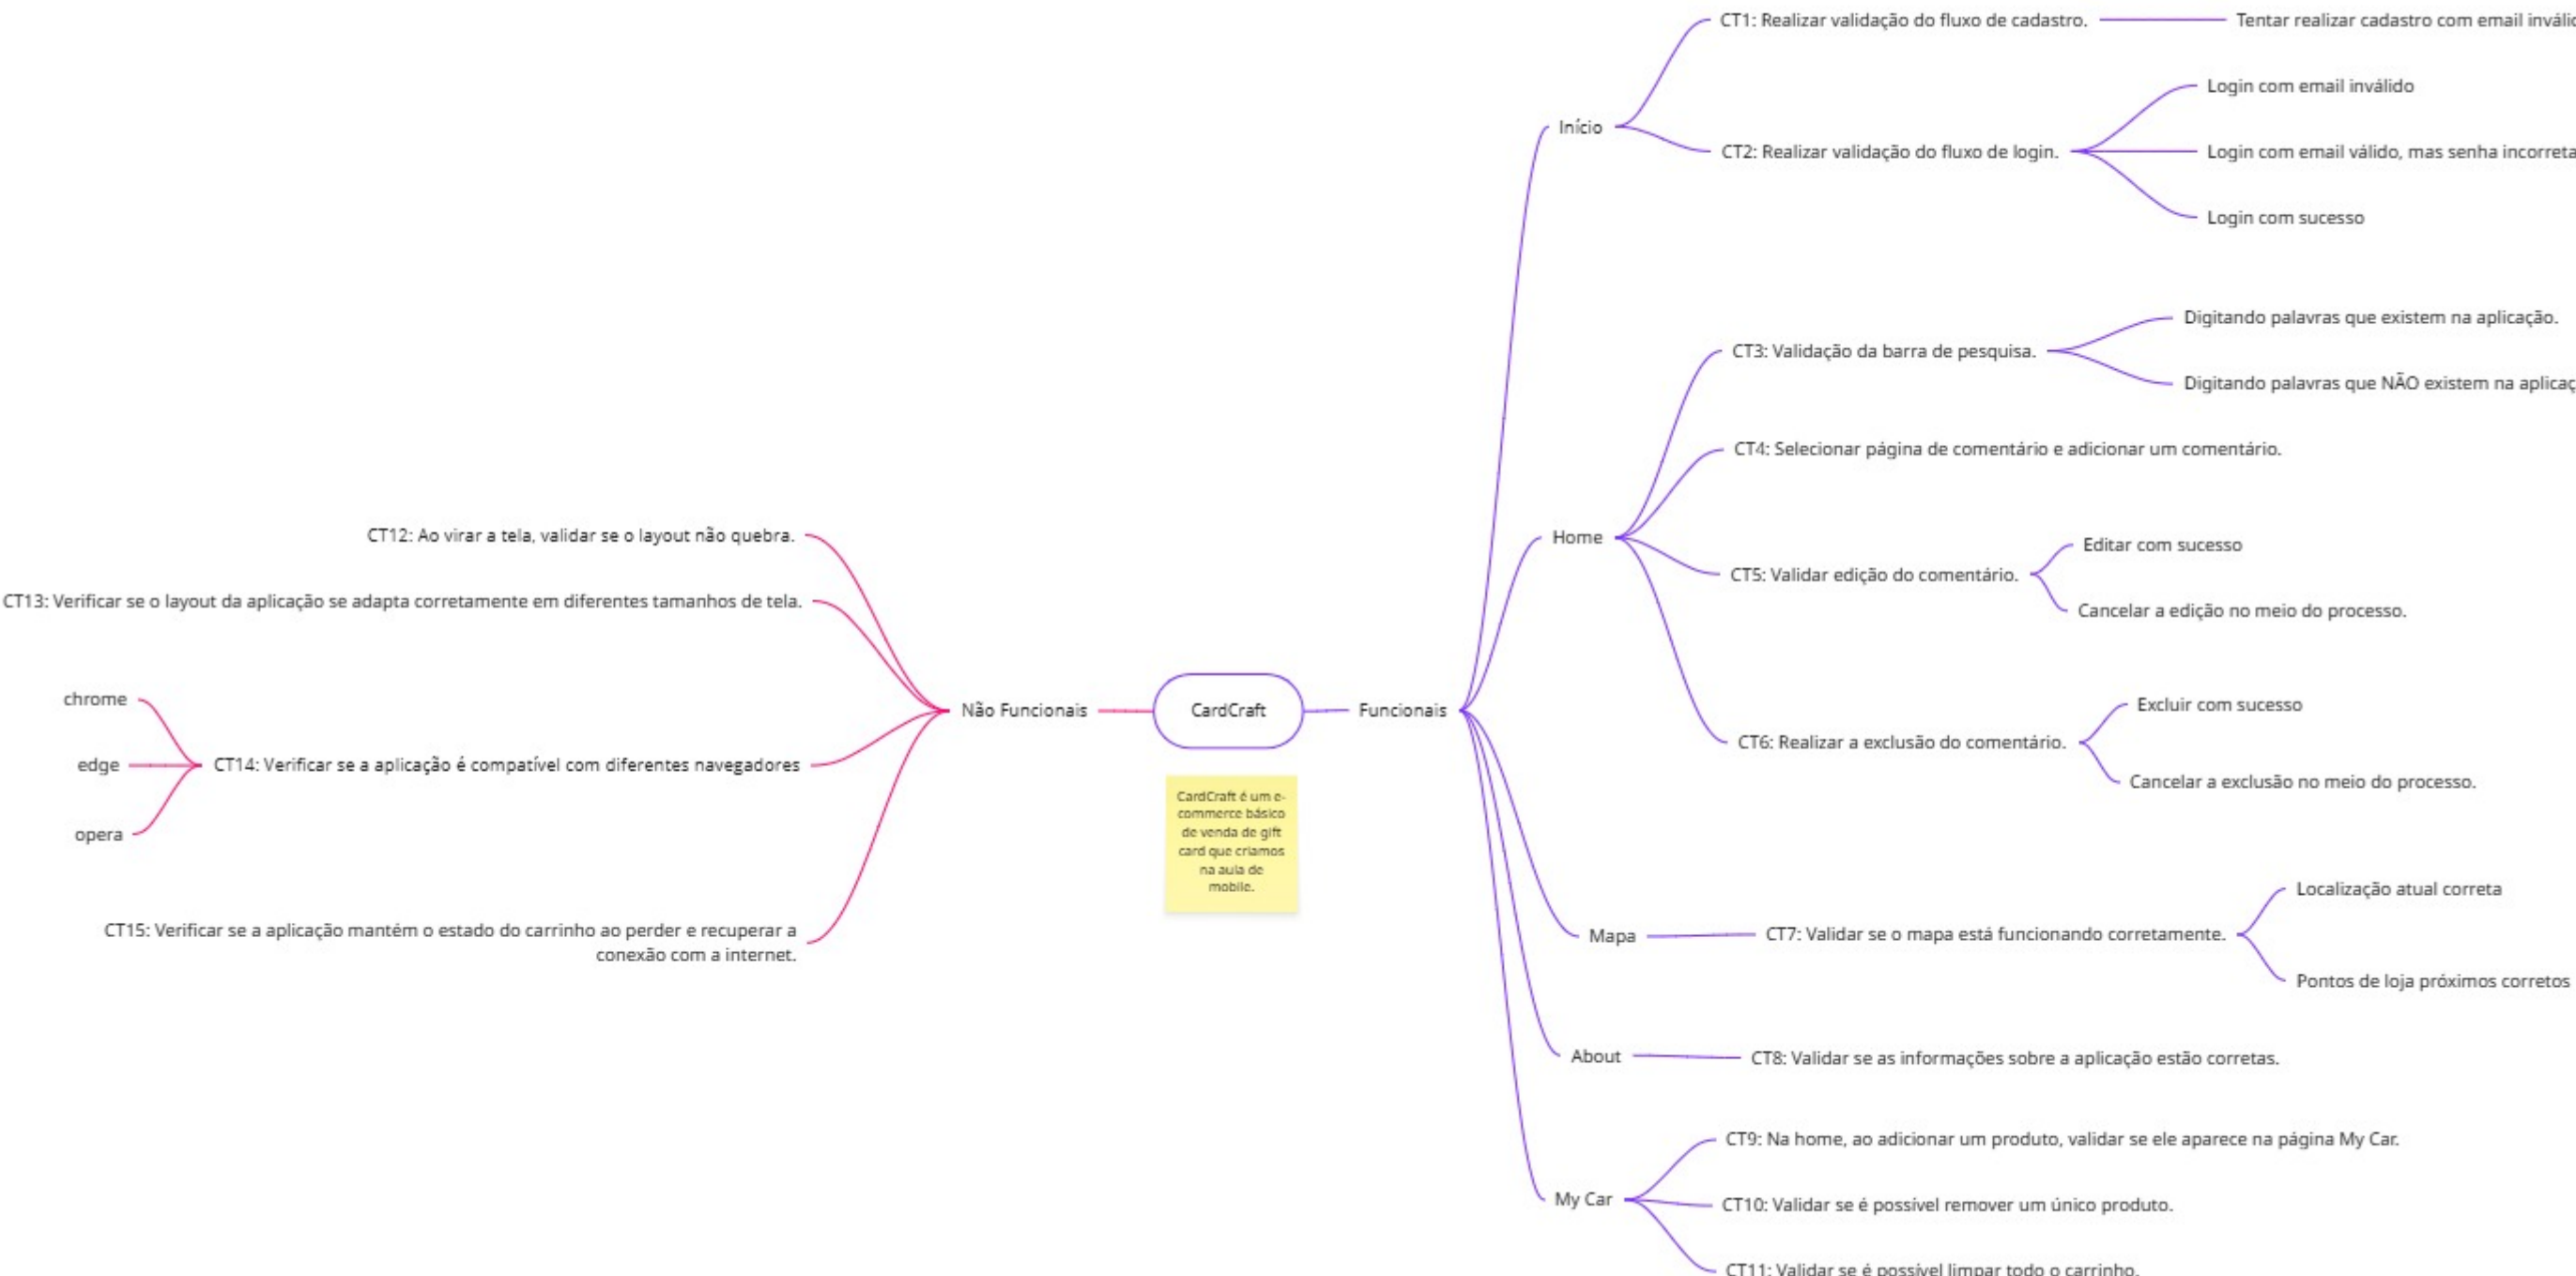 CT1: Realizar validação do fluxo de cadastro.
Tentar realizar cadastro com email
Início
Login com email inválido
CT2: Realizar validação do fluxo de login.
Login com email válido, mas senha incorreta
Login com sucesso
Home
CT3: Validação da barra de pesquisa.
Digitando palavras que existem na aplicação.
Digitando palavras que NÃO existem na
CT4: Selecionar página de comentário e adicionar um comentário.
CT5: Validar edição do comentário.
Editar com sucesso
Cancelar a edição no meio do processo.
CT6: Realizar a exclusão do comentário.
Excluir com sucesso
Cancelar a exclusão no meio do processo.
CT12: Ao virar a tela, validar se o layout não quebra.
CT13: Verificar se o layout da aplicação se adapta corretamente em diferentes tamanhos de tela.
chrome
edge
opera
CT14: Verificar se a aplicação é compatível com diferentes navegadores
CT15: Verificar se a aplicação mantém o estado do carrinho ao perder e recuperar a
conexão com a internet.
Não Funcionais
CardCraft
Funcionais
CardCraft é um e-
commerce básico
de venda de gift
card que criamos
na aula de
mobile.
Mapa
CT7: Validar se o mapa está funcionando corretamente.
Localização atual correta
Pontos de loja próximos corretos
About
CT8: Validar se as informações sobre a aplicação estão corretas.
My Car
CT9: Na home, ao adicionar um produto, validar se ele aparece na página My Car.
CT10: Validar se é possível remover um único produto.
CT11: Validar se é possível limpar todo o carrinho.